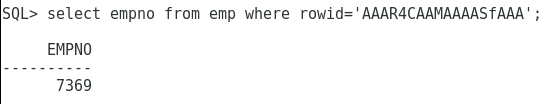 SQL> select empno from emp where rowid='AAAR4CAAMAAAASfAAA';
EMPNO
----------
7369